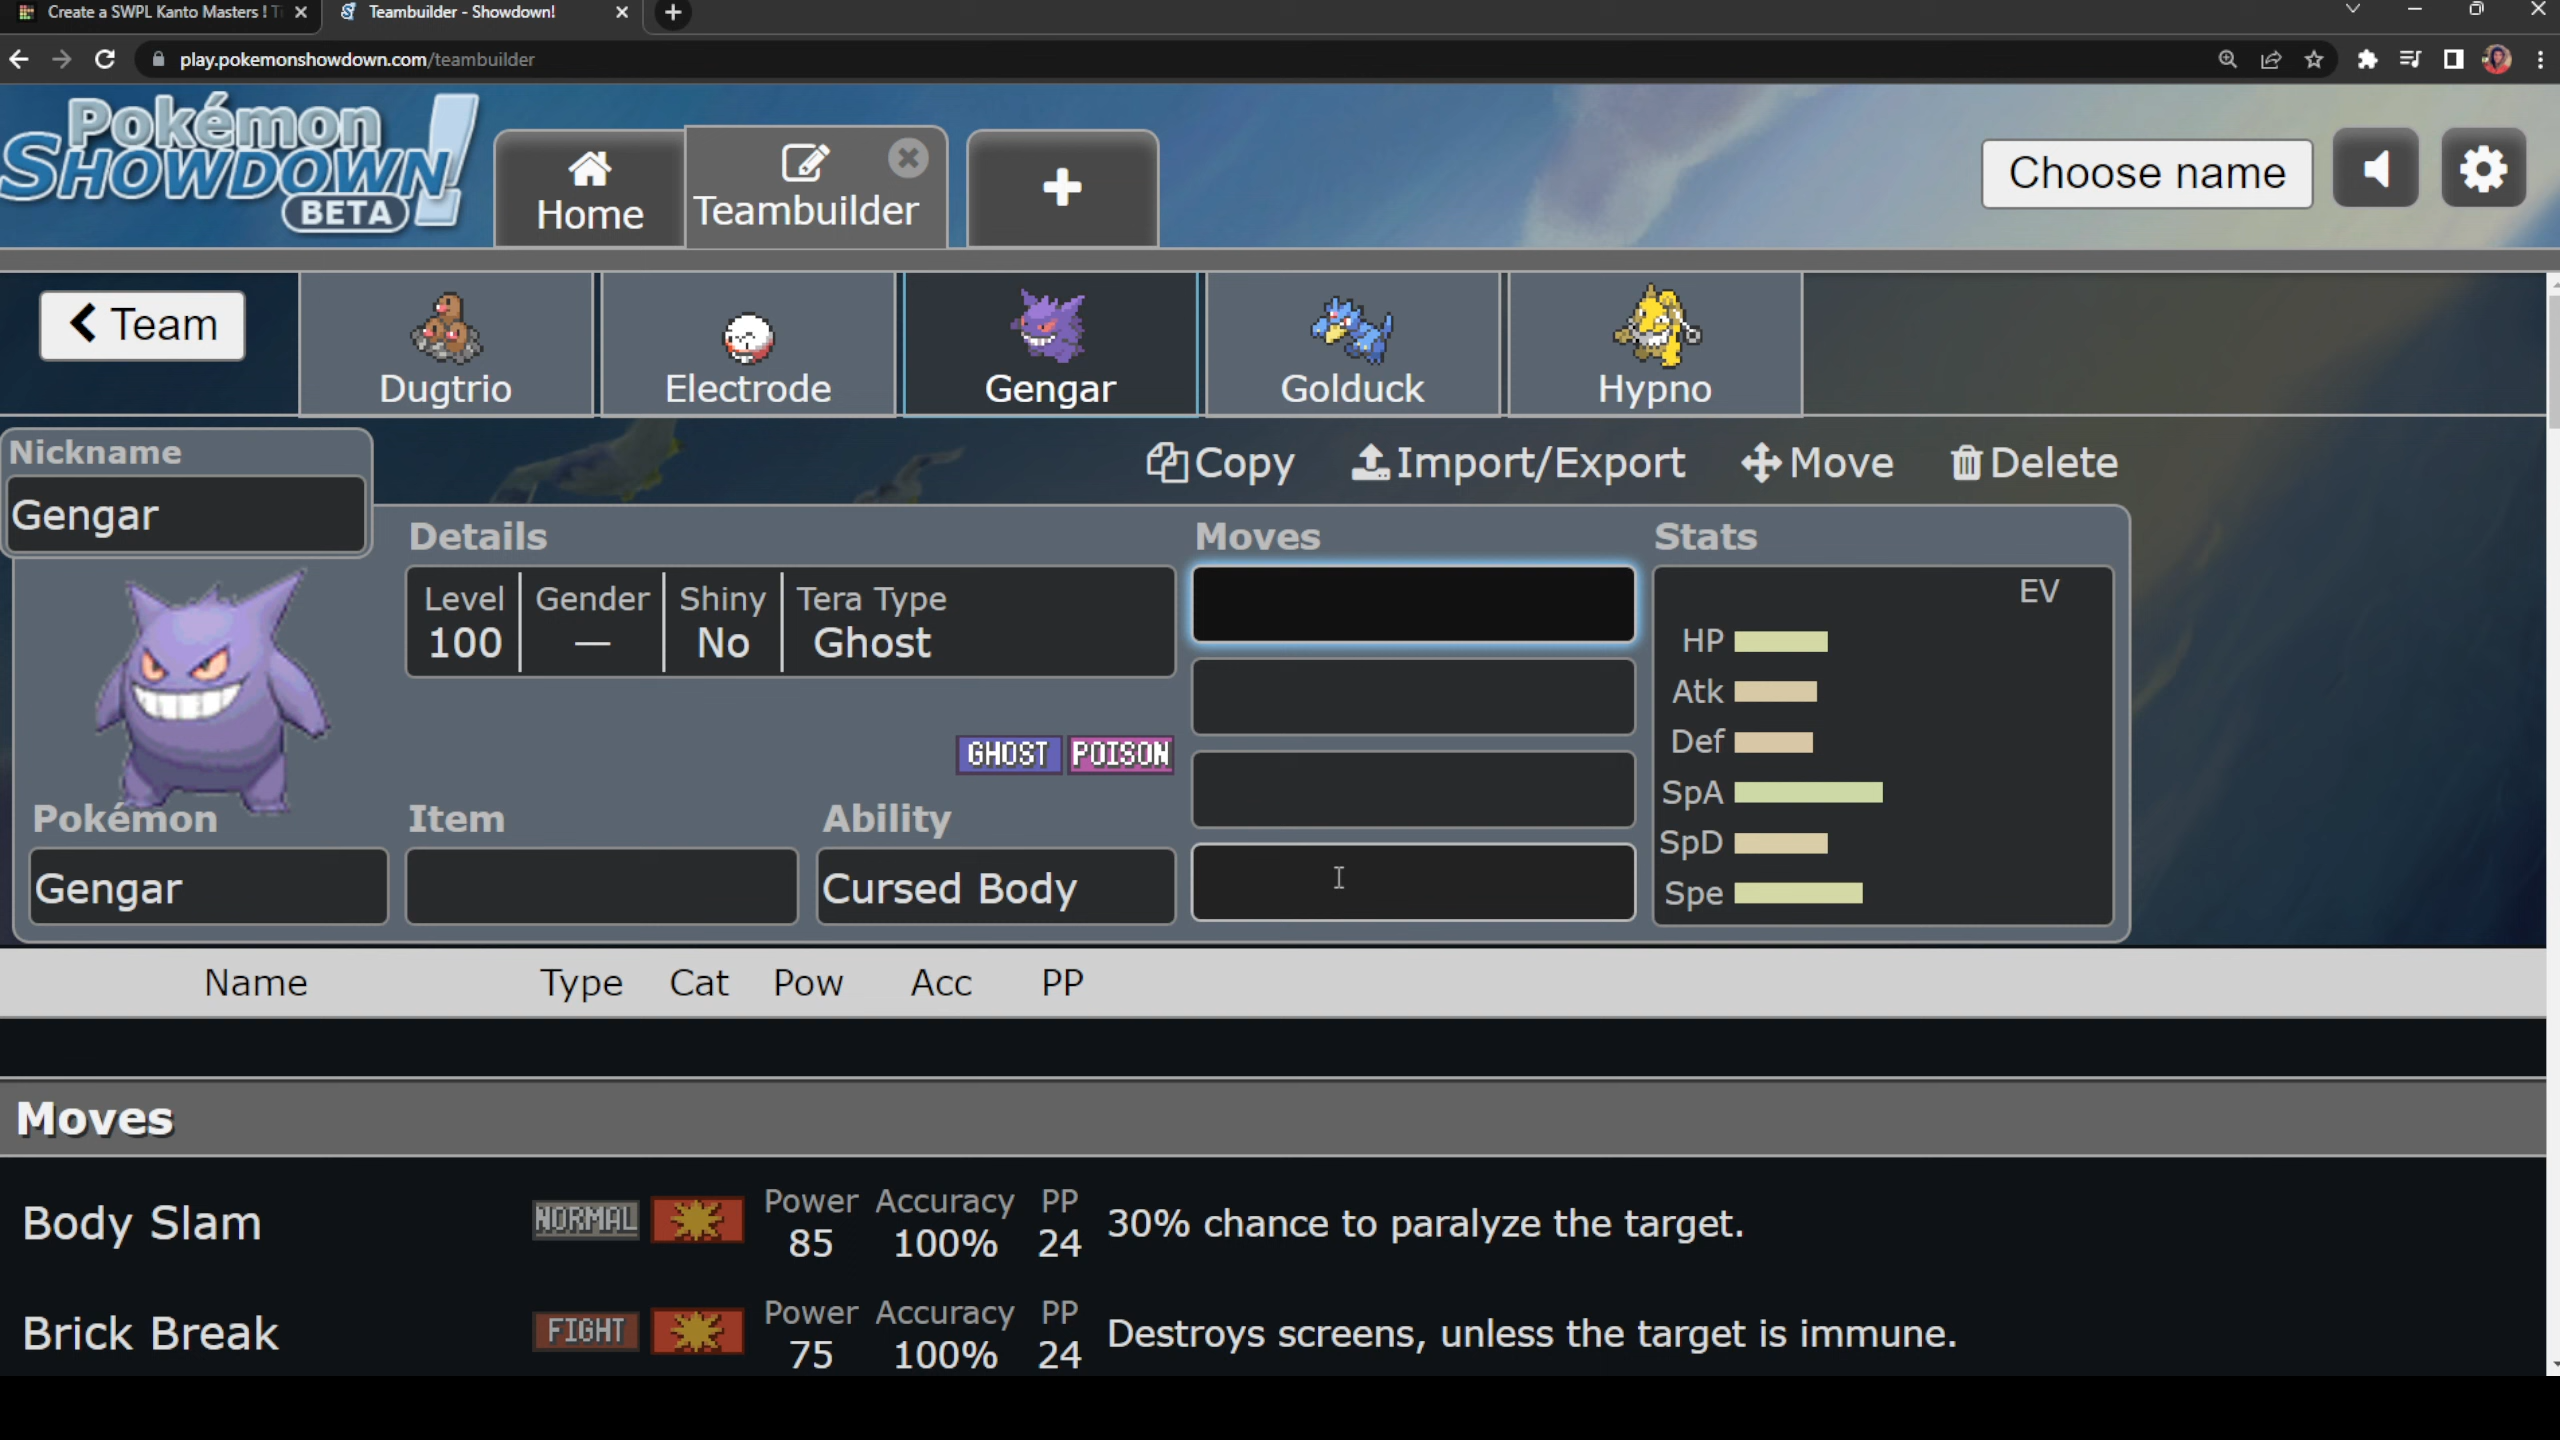 Create a SWPL Kanto Masters ! Ti
Teambuilder - Showdown!
play.pokemonshowdown.com/teambuilder
Pokémon
SHOWDOWN!
BETA
Home
Teambuilder
Choose name
Team
Dugtrio
Electrode
Gengar
Golduck
Hypno
Nickname
Copy
Import/Export
Move
Delete
Gengar
Details
Moves
Stats
Level
Gender
Shiny
Tera Type
100
—
No
Ghost
EV
HP
Atk
Def
SpA
SpD
Spe
GHOST
POISON
Pokémon
Item
Ability
Gengar
Cursed Body
Name
Type
Cat
Pow
Acc
PP
Moves
Body Slam
NORMAL
Power
85
Accuracy
100%
PP
24
30% chance to paralyze the target.
Brick Break
FIGHT
Power
75
Accuracy
100%
PP
24
Destroys screens, unless the target is immune.